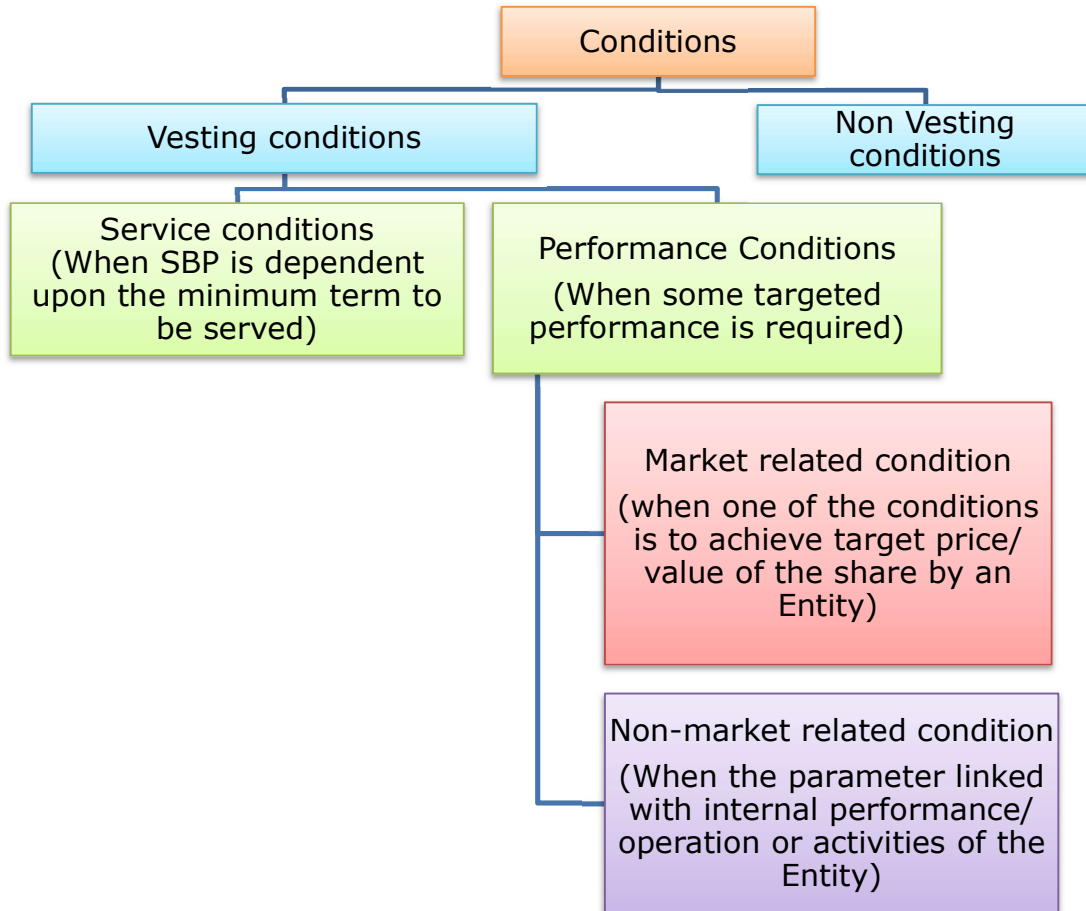 Conditions
Vesting conditions
Non Vesting
conditions
Service conditions
(When SBP is dependent
upon the minimum term to
be served)
Performance Conditions
(When some targeted
performance is required)
Market related condition
(when one of the conditions
is to achieve target price/
value of the share by an
Entity)
Non-market related condition
(When the parameter linked
with internal performance/
operation or activities of the
Entity)